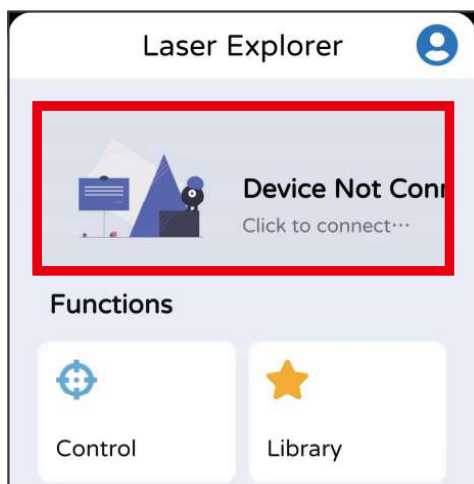 Laser Explorer
Device Not Con
Click to connect···
Functions
Control
Library